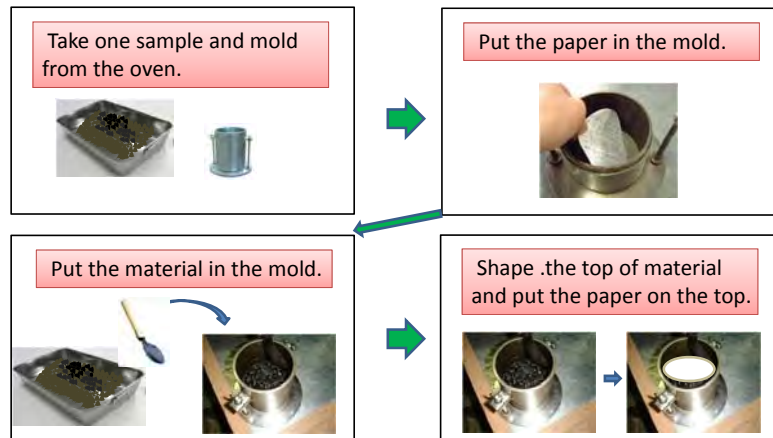 Take one sample and mold
from the oven.
Put the paper in the mold.
Put the material in the mold.
Shape .the top of material
and put the paper on the top.